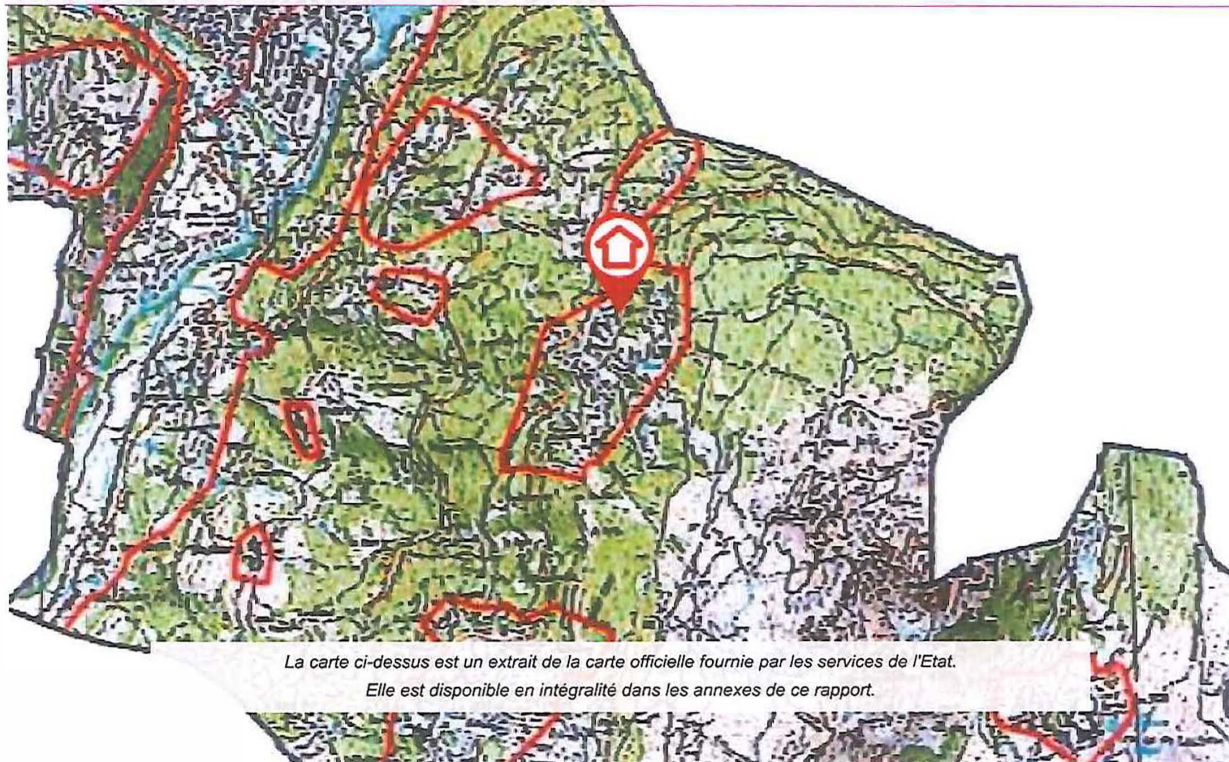 La carte ci-dessus est un extrait de la carte officielle fournie par les services de l'Etat.
Elle est disponible en intégralité dans les annexes de ce rapport.